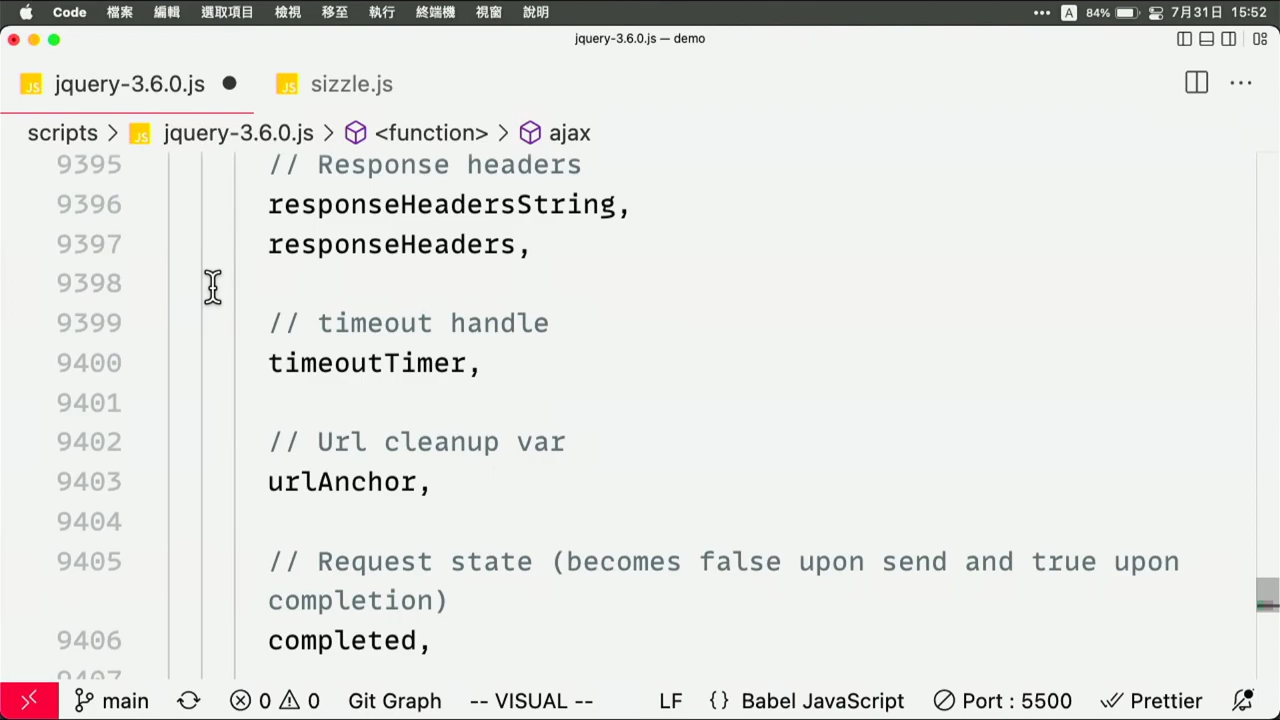 Code 檔案 編輯 選取項目 檢視 移至 執行 終端機 視窗 說明 ••• A 84% 7月31日 15:52
jquery-3.6.0.js — demo
JS jquery-3.6.0.js ● JS sizzle.js ···
scripts > JS jquery-3.6.0.js > <function> > ajax
9395 // Response headers
9396 responseHeadersString,
9397 responseHeaders,
9398
9399 // timeout handle
9400 timeoutTimer,
9401
9402 // Url cleanup var
9403 urlAnchor,
9404
9405 // Request state (becomes false upon send and true upon
completion)
9406 completed,
9407
main 0 0 Git Graph -- VISUAL -- LF {} Babel JavaScript Port : 5500 Prettier